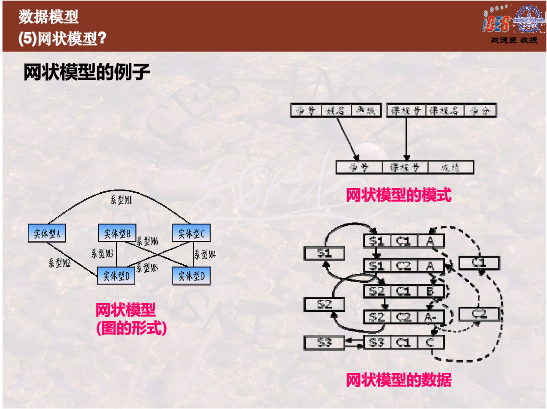 数据模型
(5)网状模型?
ICES
战德臣 教授
网状模型的例子
学号 姓名 年级 课程号 课程名 学分
学号 课程号 成绩
网状模型的模式
系型M1
实体型A 实体型B 实体型C
系型M6
系型M3 系型M4
系型M2 系型M5
实体型D 实体型D
网状模型
(图的形式)
S1 C1 A
S1
S1 C2 A
C1
S2 C1 B
S2
S2 C2 A-
C2
S3
S3 C1 C
网状模型的数据